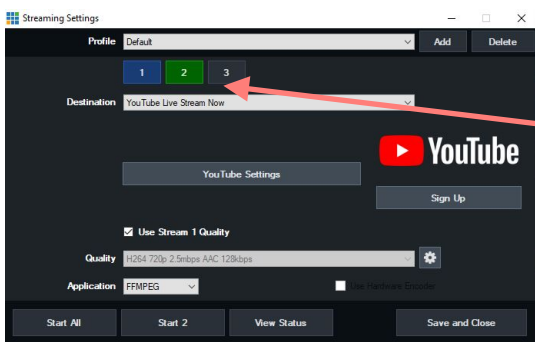 Streaming Settings
Profile Default Add Delete
1 2 3
Destination YouTube Live Stream Now
YouTube
YouTube Settings
Sign Up
Use Stream 1 Quality
Quality H264 720p 2.5mbps AAC 128kbps
Application FFMPEG Use Hardware Encoder
Start All Start 2 View Status Save and Close